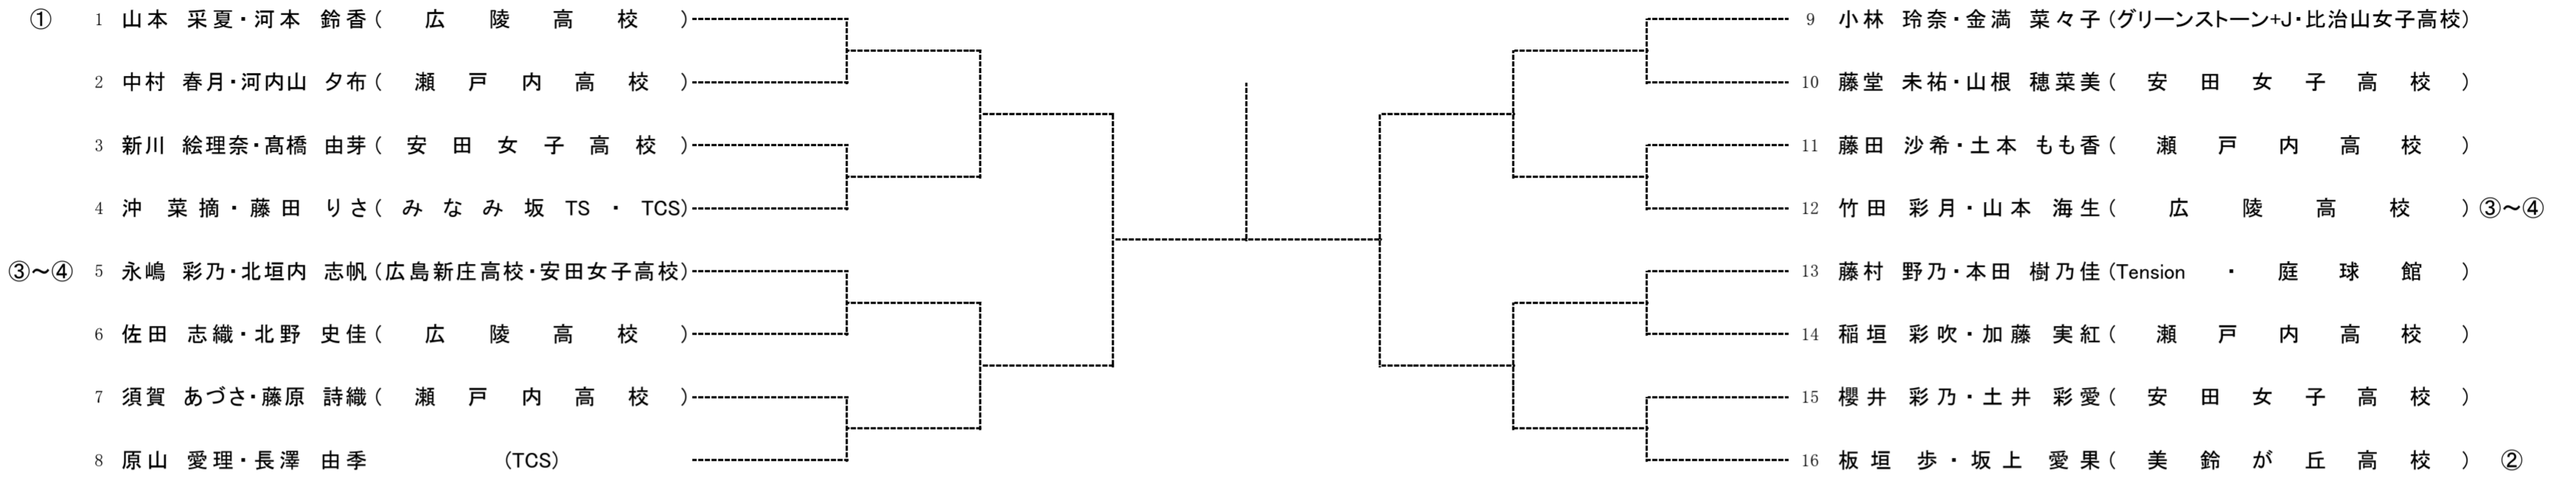 ① 1 山本 采夏・河本 鈴香(広陵高校)
2 中村 春月・河内山 夕布(瀬戸内高校)
3 新川 絵理奈・髙橋 由芽(安田女子高校)
4 沖 菜摘・藤田 りさ(みなみ坂TS・TCS)
③～④ 5 永嶋 彩乃・北垣内 志帆(広島新庄高校・安田女子高校)
6 佐田 志織・北野 史佳(広陵高校)
7 須賀 あづさ・藤原 詩織(瀬戸内高校)
8 原山 愛理・長澤 由季 (TCS)
9 小林 玲奈・金満 菜々子(グリーンストーン+J・比治山女子高校)
10 藤堂 未祐・山根 穂菜美(安田女子高校)
11 藤田 沙希・土本 もも香(瀬戸内高校)
12 竹田 彩月・山本 海生(広陵高校) ③～④
13 藤村 野乃・本田 樹乃佳(Tension・庭球館)
14 稲垣 彩吹・加藤 実紅(瀬戸内高校)
15 櫻井 彩乃・土井 彩愛(安田女子高校)
16 板垣 歩・坂上 愛果(美鈴が丘高校) ②